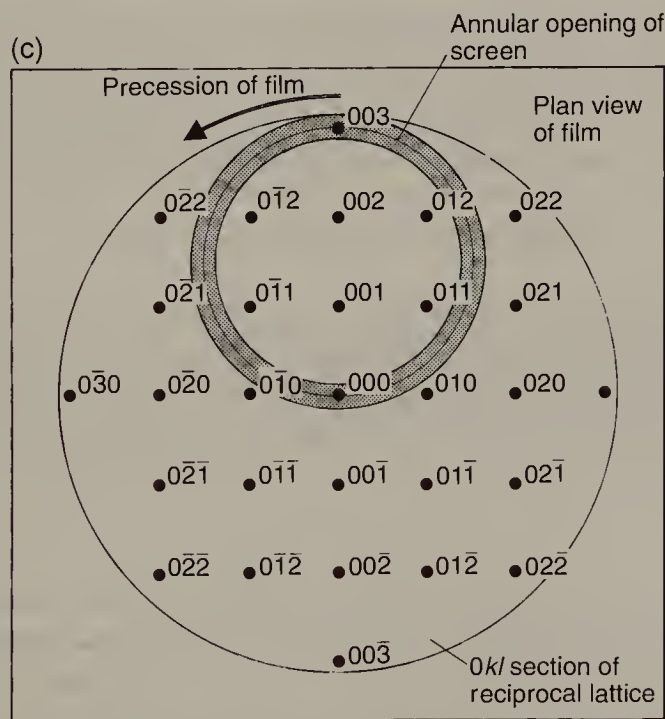 (c)
Annular opening of
screen
Precession of film
Plan view
of film
003
02̅2 01̅2 002 012 022
02̅1 01̅1 001 011 021
03̅0 02̅0 01̅0 000 010 020
02̅1̅ 01̅1̅ 001̅ 011̅ 021̅
02̅2̅ 01̅2̅ 002̅ 012̅ 022̅
003̅
0kl section of
reciprocal lattice